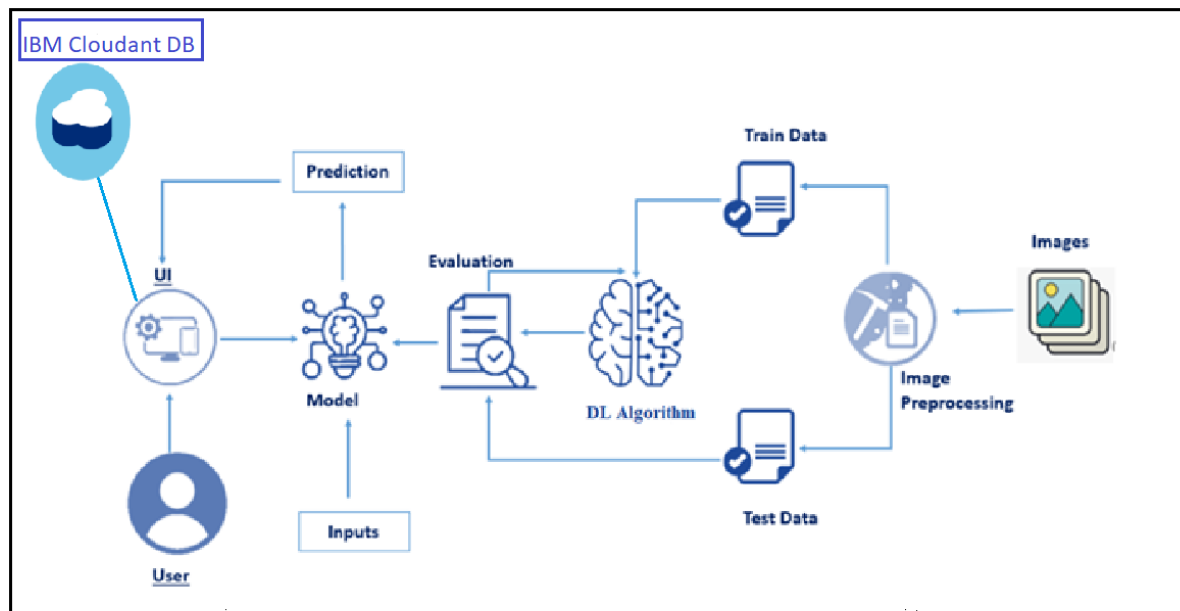 IBM Cloudant DB
Train Data
Prediction
Images
Evaluation
UI
Image
Preprocessing
Model
DL Algorithm
Test Data
Inputs
User